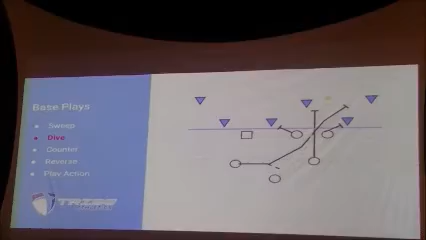 Base Plays
Sweep
Dive
Counter
Reverse
Play Action